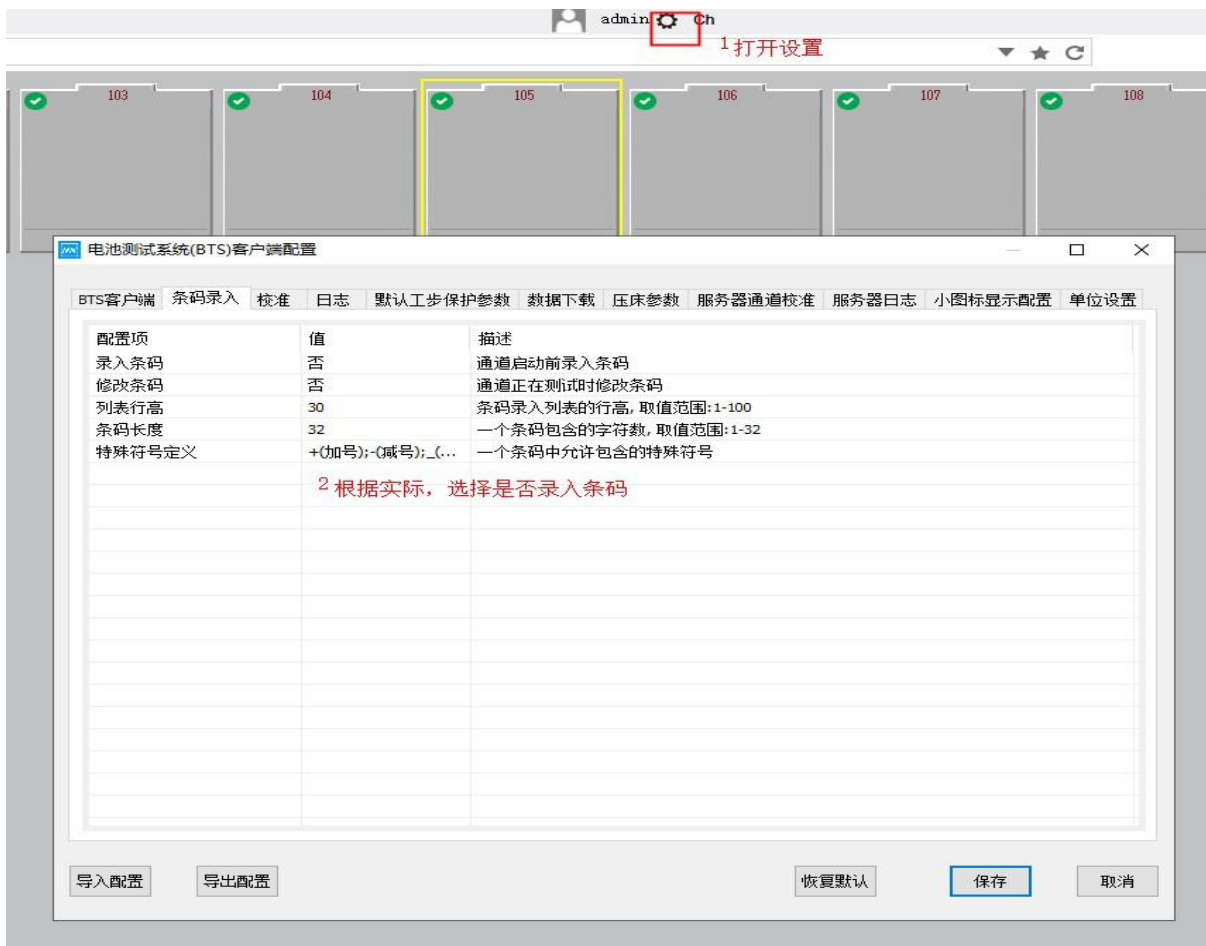 admin Ch
1打开设置
103 104 105 106 107 108
电池测试系统(BTS)客户端配置
BTS客户端 条码录入 校准 日志 默认工步保护参数 数据下载 压床参数 服务器通道校准 服务器日志 小图标显示配置 单位设置
配置项 值 描述
录入条码 否 通道启动前录入条码
修改条码 否 通道正在测试时修改条码
列表行高 30 条码录入列表的行高,取值范围:1-100
条码长度 32 一个条码包含的字符数,取值范围:1-32
特殊符号定义 +(加号);-(减号);_(... 一个条码中允许包含的特殊符号
2根据实际，选择是否录入条码
导入配置 导出配置 恢复默认 保存 取消